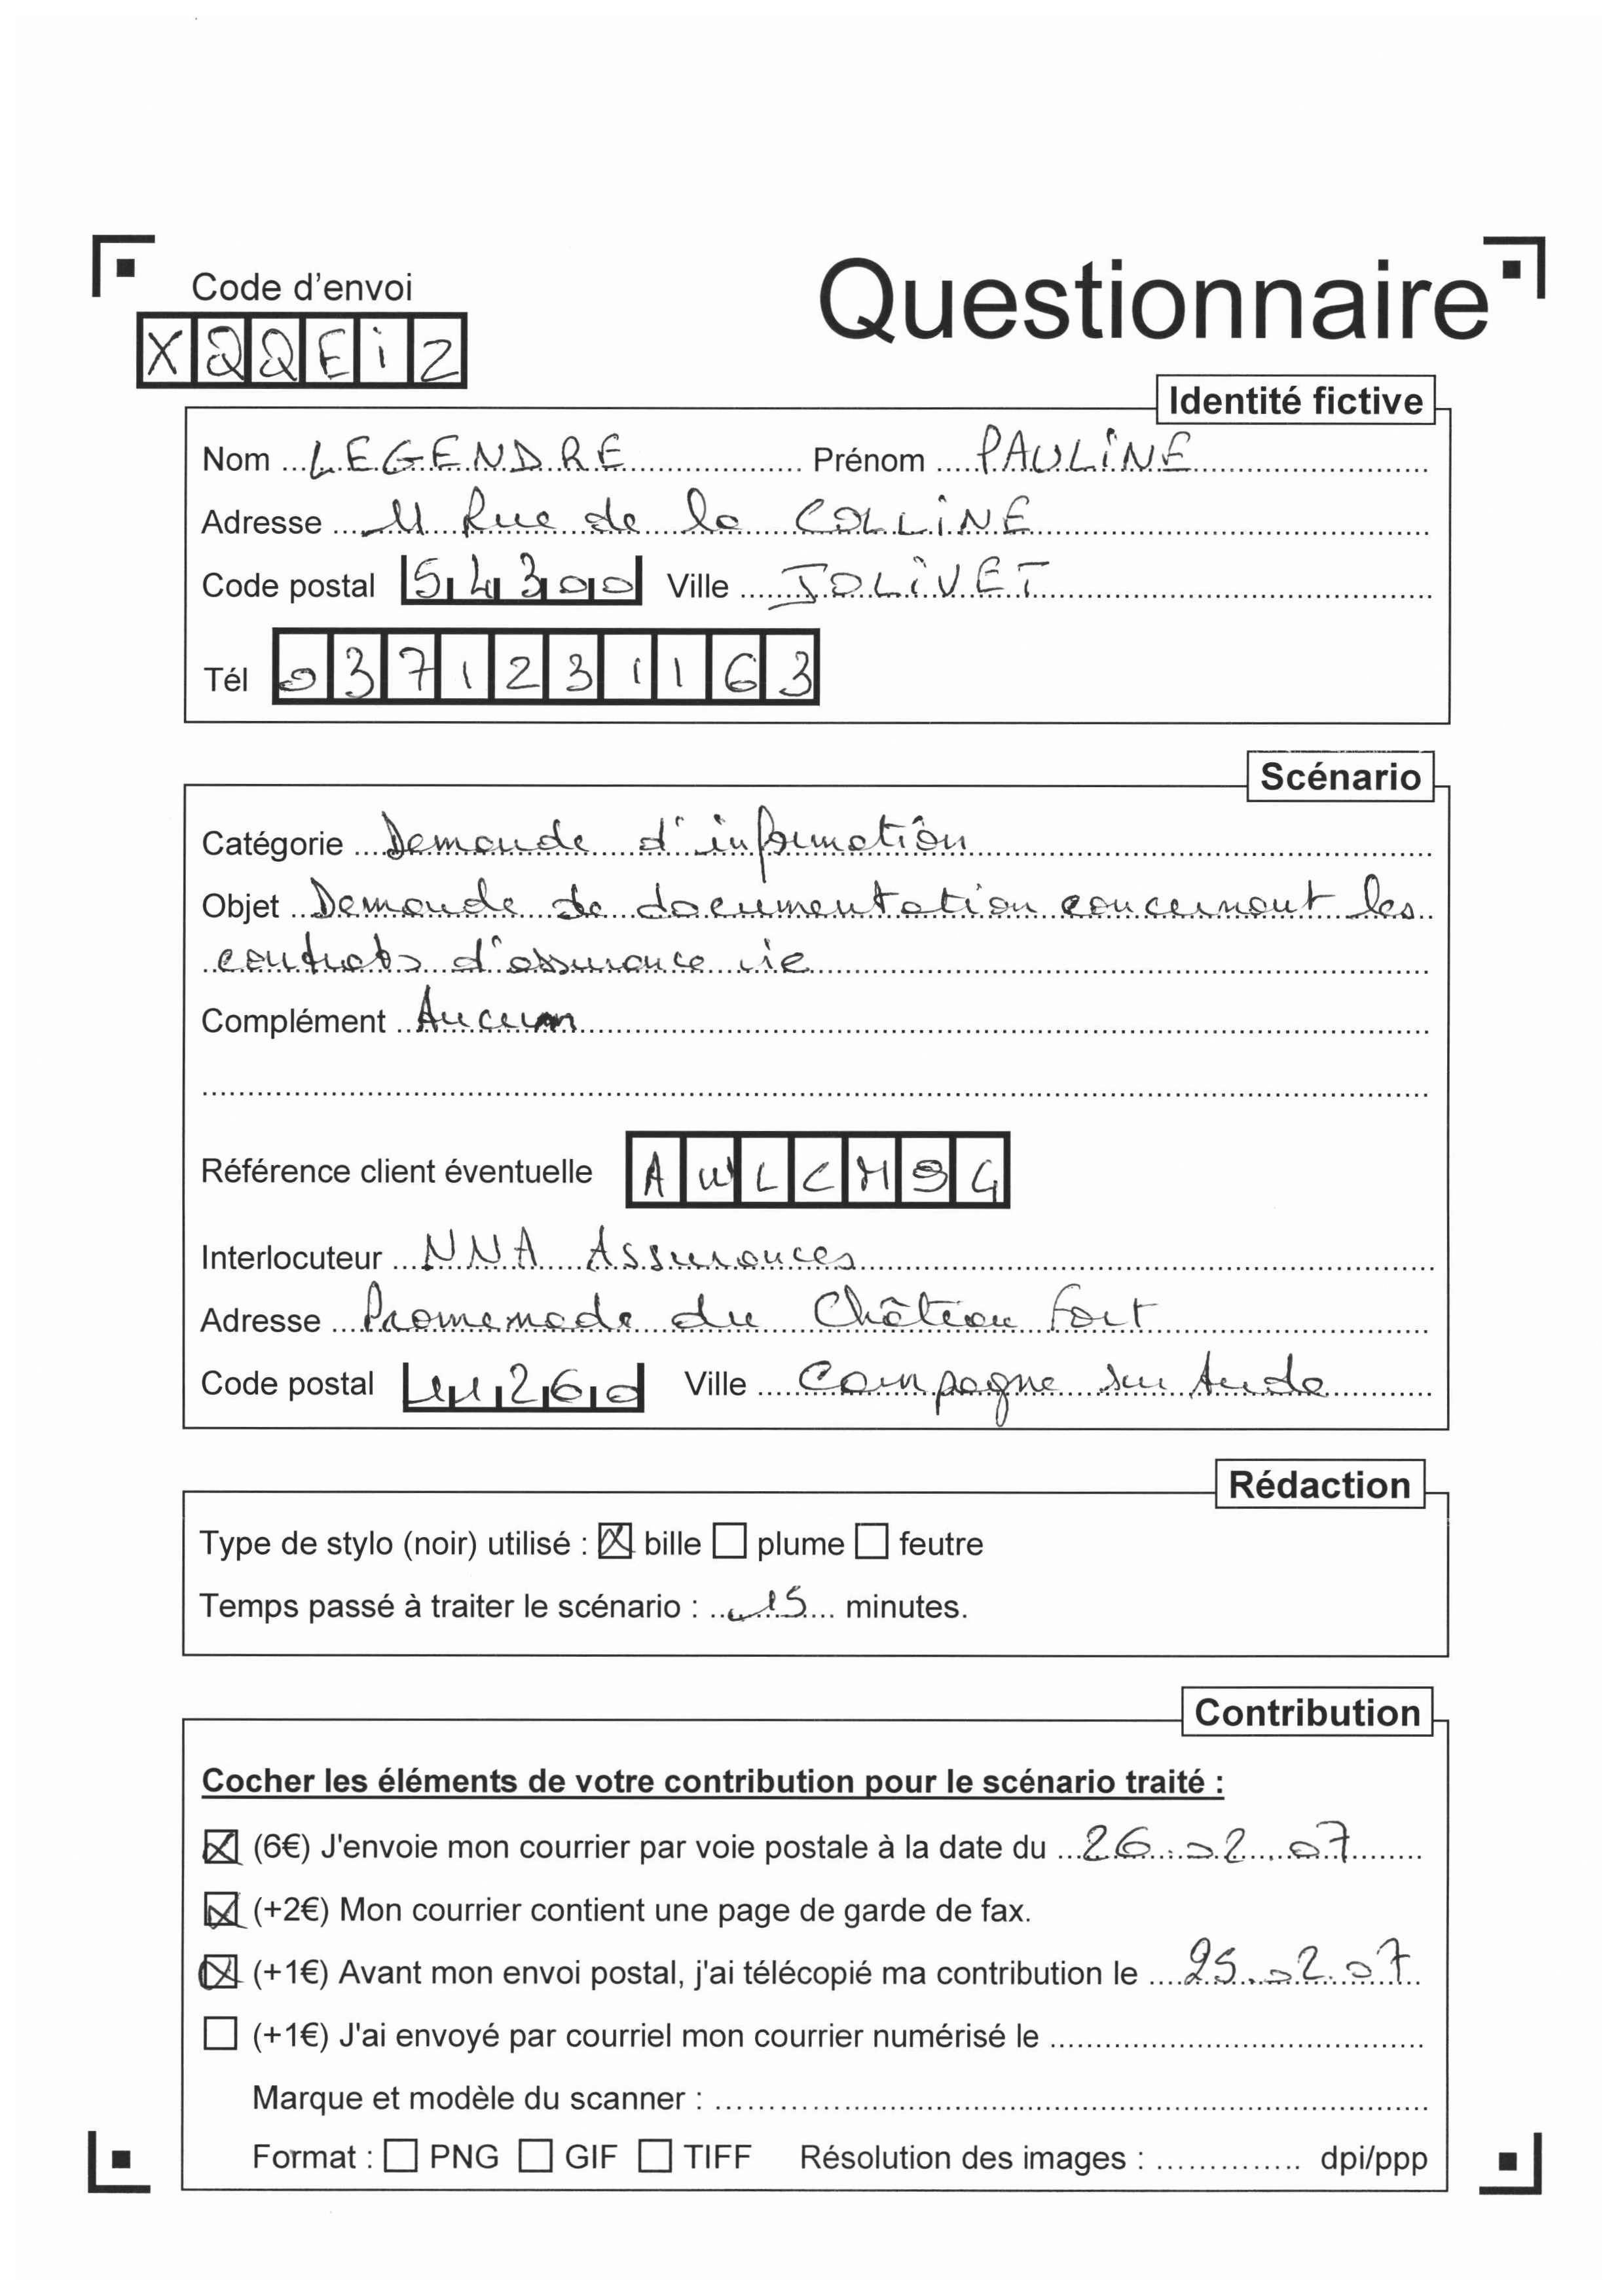 Code d'envoi
Questionnaire
XQQEiZ
Identité fictive
Nom LEGENDRE Prénom PAULiNE
Adresse 11 Rue de la COLLiNE
Code postal 54300 Ville JOLiVET
Tél 0371231163
Scénario
Catégorie Demande d'information
Objet Demande de documentation concernant les
contrats d'assurance vie
Complément Aucun
Référence client éventuelle AWLCMSG
Interlocuteur NNA Assurances
Adresse Promenade du Château Fort
Code postal 11260 Ville Campagne sur Aude
Rédaction
Type de stylo (noir) utilisé : ☒ bille ☐ plume ☐ feutre
Temps passé à traiter le scénario : 15 minutes.
Contribution
Cocher les éléments de votre contribution pour le scénario traité :
☒ (6€) J'envoie mon courrier par voie postale à la date du 26.02.07
☒ (+2€) Mon courrier contient une page de garde de fax.
☒ (+1€) Avant mon envoi postal, j'ai télécopié ma contribution le 25.02.07
☐ (+1€) J'ai envoyé par courriel mon courrier numérisé le
Marque et modèle du scanner :
Format : ☐ PNG ☐ GIF ☐ TIFF Résolution des images : dpi/ppp